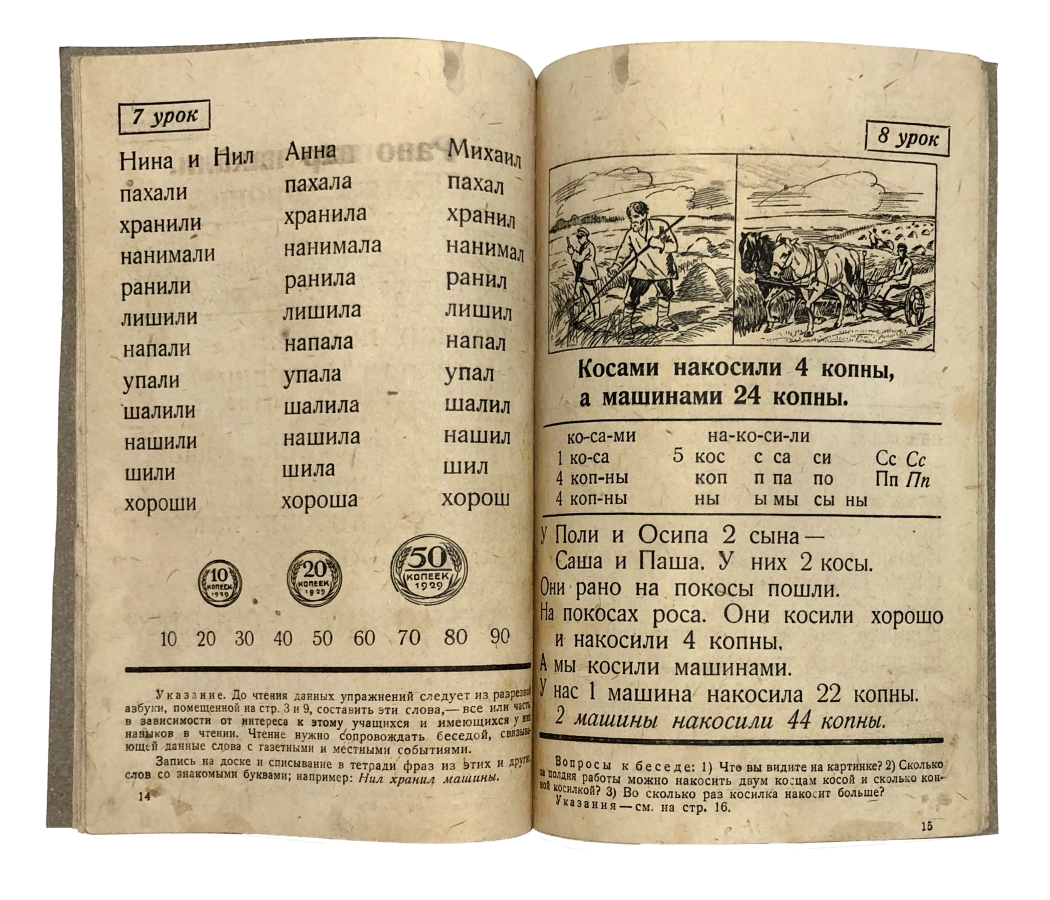 7 урок
Нина и Нил Анна Михаил
пахали пахала пахал
хранили хранила хранил
нанимали нанимала нанимал
ранили ранила ранил
лишили лишила лишил
напали напала напал
упали упала упал
шалили шалила шалил
нашили нашила нашил
шили шила шил
хороши хороша хорош
10 КОПЕЕК 1929
20 КОПЕЕК 1929
50 КОПЕЕК 1929
10 20 30 40 50 60 70 80 90
Указание. До чтения данных упражнений следует из разрезной
азбуки, помещенной на стр. 3 и 9, составить эти слова,— все или часть,
в зависимости от интереса к этому учащихся и имеющихся у них
навыков в чтении. Чтение нужно сопровождать беседой, связываю-
ющей данные слова с газетными и местными событиями.
Запись на доске и списывание в тетради фраз из этих и других
слов со знакомыми буквами; например: Нил хранил машины.
14
8 урок
Косами накосили 4 копны,
а машинами 24 копны.
ко-са-ми на-ко-си-ли
1 ко-са 5 кос с са си Сс Сс
4 коп-ны коп п па по Пп Пп
4 коп-ны ны ы мы сы ны
У Поли и Осипа 2 сына —
Саша и Паша. У них 2 косы.
Они рано на покосы пошли.
На покосах роса. Они косили хорошо
и накосили 4 копны.
А мы косили машинами.
У нас 1 машина накосила 22 копны.
2 машины накосили 44 копны.
Вопросы к беседе: 1) Что вы видите на картинке? 2) Сколько
за полдня работы можно накосить двум косцам косой и сколько кон-
ной косилкой? 3) Во сколько раз косилка накосит больше?
Указания — см. на стр. 16.
15